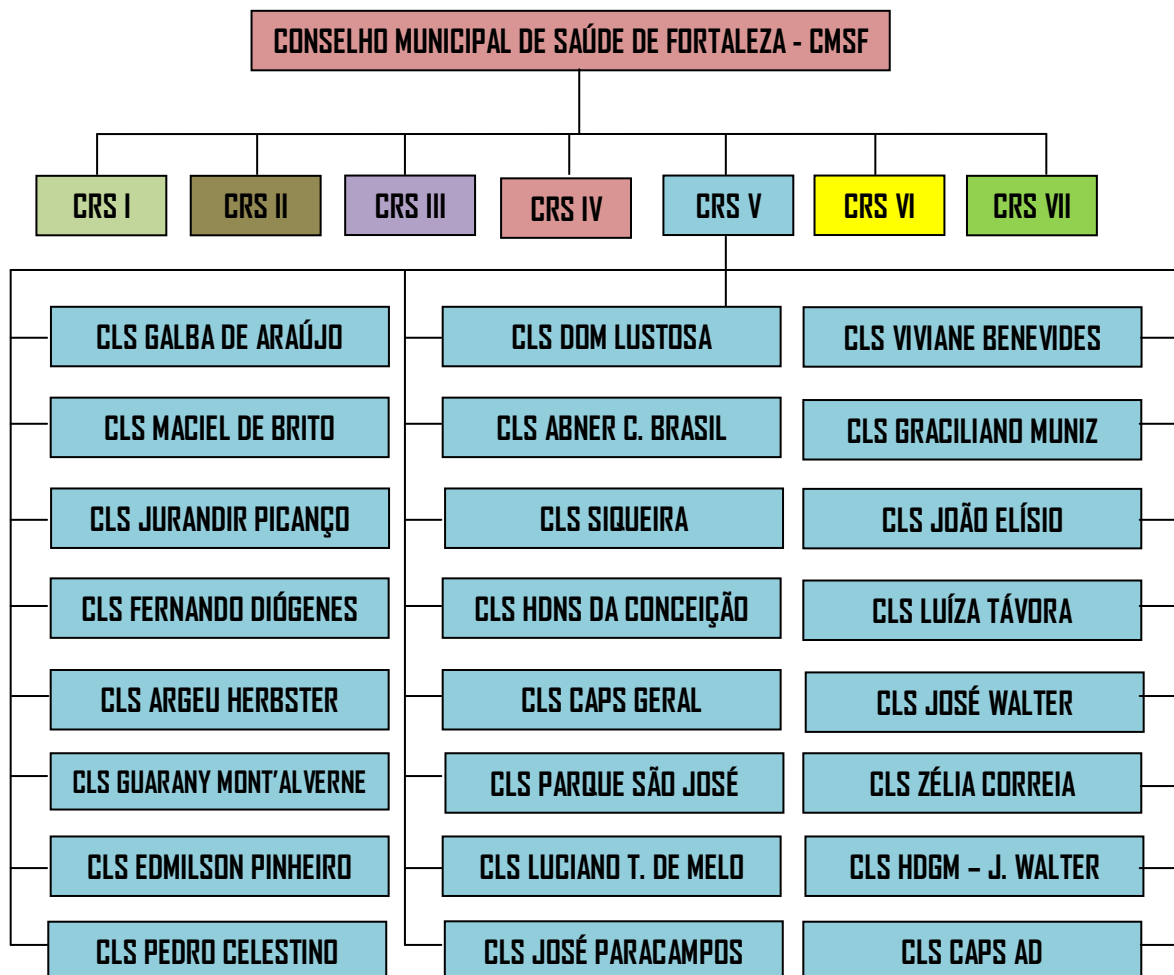 CONSELHO MUNICIPAL DE SAÚDE DE FORTALEZA - CMSF
CRS I
CRS II
CRS III
CRS IV
CRS V
CRS VI
CRS VII
CLS GALBA DE ARAÚJO
CLS MACIEL DE BRITO
CLS JURANDIR PICANÇO
CLS FERNANDO DIÓGENES
CLS ARGEU HERBSTER
CLS GUARANY MONT’ALVERNE
CLS EDMILSON PINHEIRO
CLS PEDRO CELESTINO
CLS DOM LUSTOSA
CLS ABNER C. BRASIL
CLS SIQUEIRA
CLS HDNS DA CONCEIÇÃO
CLS CAPS GERAL
CLS PARQUE SÃO JOSÉ
CLS LUCIANO T. DE MELO
CLS JOSÉ PARACAMPOS
CLS VIVIANE BENEVIDES
CLS GRACILIANO MUNIZ
CLS JOÃO ELÍSIO
CLS LUÍZA TÁVORA
CLS JOSÉ WALTER
CLS ZÉLIA CORREIA
CLS HDGM – J. WALTER
CLS CAPS AD